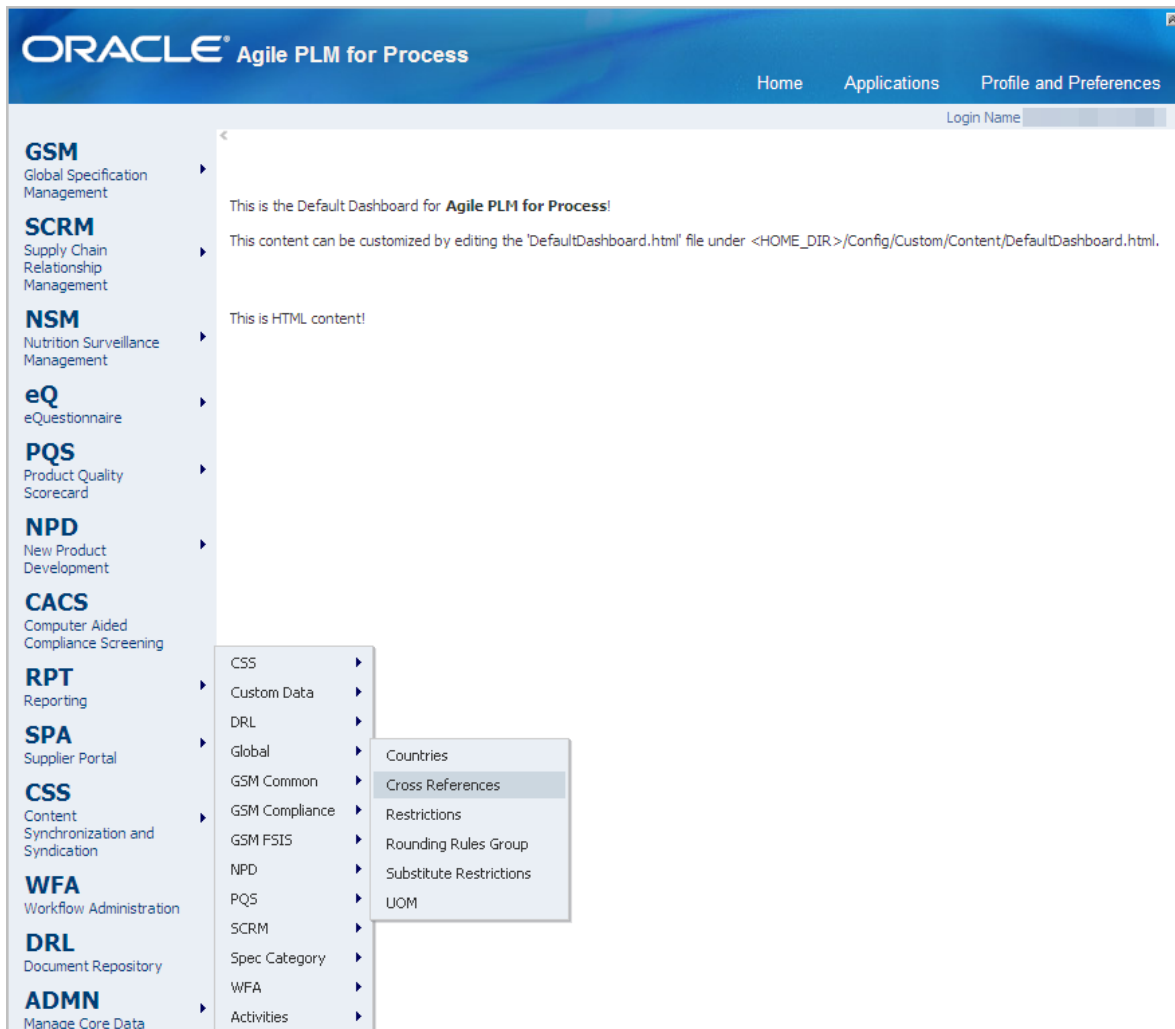 ORACLE® Agile PLM for Process
Home Applications Profile and Preferences
Login Name
GSM
Global Specification
Management
SCRM
Supply Chain
Relationship
Management
NSM
Nutrition Surveillance
Management
eQ
eQuestionnaire
PQS
Product Quality
Scorecard
NPD
New Product
Development
CACS
Computer Aided
Compliance Screening
RPT
Reporting
SPA
Supplier Portal
CSS
Content
Synchronization and
Syndication
WFA
Workflow Administration
DRL
Document Repository
ADMN
Manage Core Data
This is the Default Dashboard for Agile PLM for Process!
This content can be customized by editing the 'DefaultDashboard.html' file under <HOME_DIR>/Config/Custom/Content/DefaultDashboard.html.
This is HTML content!
CSS
Custom Data
DRL
Global
GSM Common
GSM Compliance
GSM FSIS
NPD
PQS
SCRM
Spec Category
WFA
Activities
Countries
Cross References
Restrictions
Rounding Rules Group
Substitute Restrictions
UOM